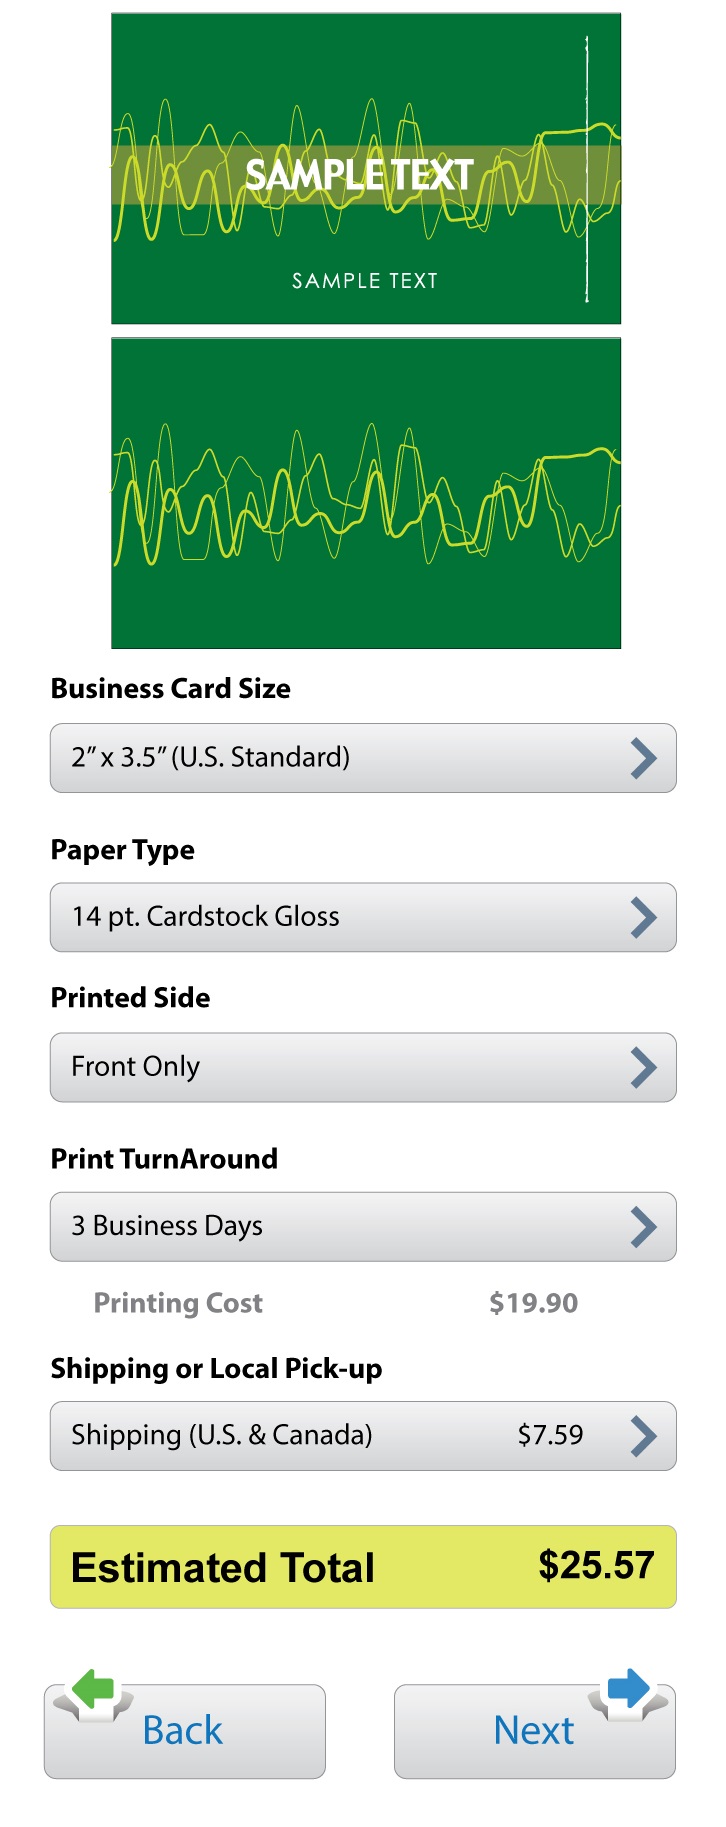 SAMPLE TEXT
SAMPLE TEXT
Business Card Size
2” x 3.5” (U.S. Standard)
Paper Type
14 pt. Cardstock Gloss
Printed Side
Front Only
Print TurnAround
3 Business Days
Printing Cost $19.90
Shipping or Local Pick-up
Shipping (U.S. & Canada) $7.59
Estimated Total $25.57
Back Next